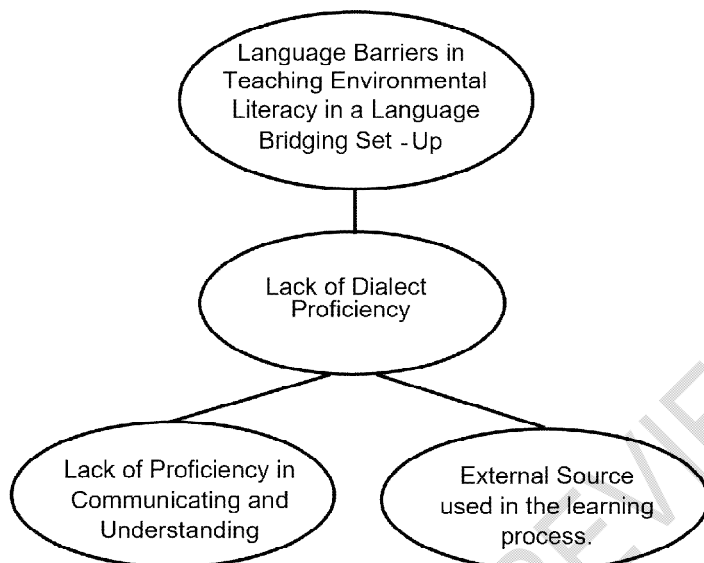 Language Barriers in
Teaching Environmental
Literacy in a Language
Bridging Set - Up
Lack of Dialect
Proficiency
Lack of Proficiency in
Communicating and
Understanding
External Source
used in the learning
process.